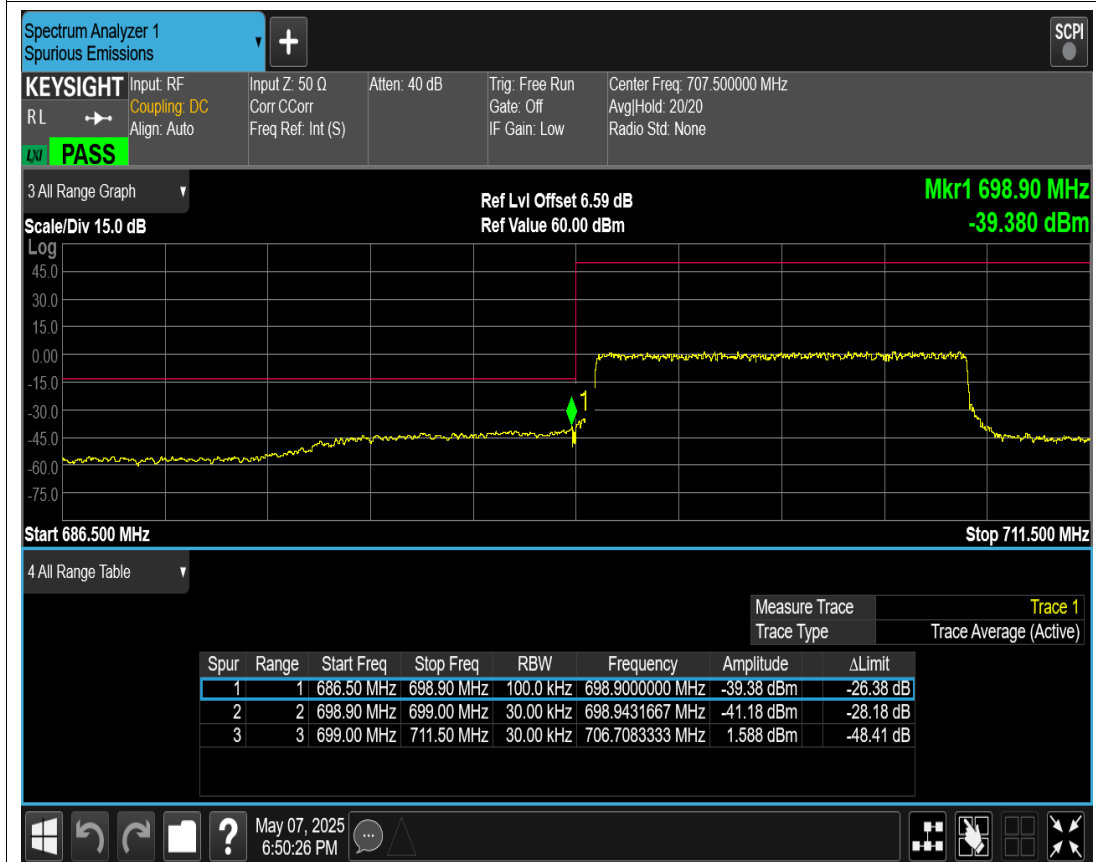 Spectrum Analyzer 1
Spurious Emissions
SCPI
KEYSIGHT Input: RF Input Z: 50 Ω Atten: 40 dB Trig: Free Run Center Freq: 707.500000 MHz
RL Coupling: DC Corr CCorr Gate: Off Avg|Hold: 20/20
Align: Auto Freq Ref: Int (S) IF Gain: Low Radio Std: None
LXI PASS
3 All Range Graph Ref Lvl Offset 6.59 dB Mkr1 698.90 MHz
Scale/Div 15.0 dB Ref Value 60.00 dBm -39.380 dBm
Log
45.0
30.0
15.0
0.00
-15.0
-30.0
1
-45.0
-60.0
-75.0
Start 686.500 MHz Stop 711.500 MHz
4 All Range Table
Measure Trace Trace 1
Trace Type Trace Average (Active)
Spur Range Start Freq Stop Freq RBW Frequency Amplitude ΔLimit
1 1 686.50 MHz 698.90 MHz 100.0 kHz 698.9000000 MHz -39.38 dBm -26.38 dB
2 2 698.90 MHz 699.00 MHz 30.00 kHz 698.9431667 MHz -41.18 dBm -28.18 dB
3 3 699.00 MHz 711.50 MHz 30.00 kHz 706.7083333 MHz 1.588 dBm -48.41 dB
May 07, 2025
6:50:26 PM